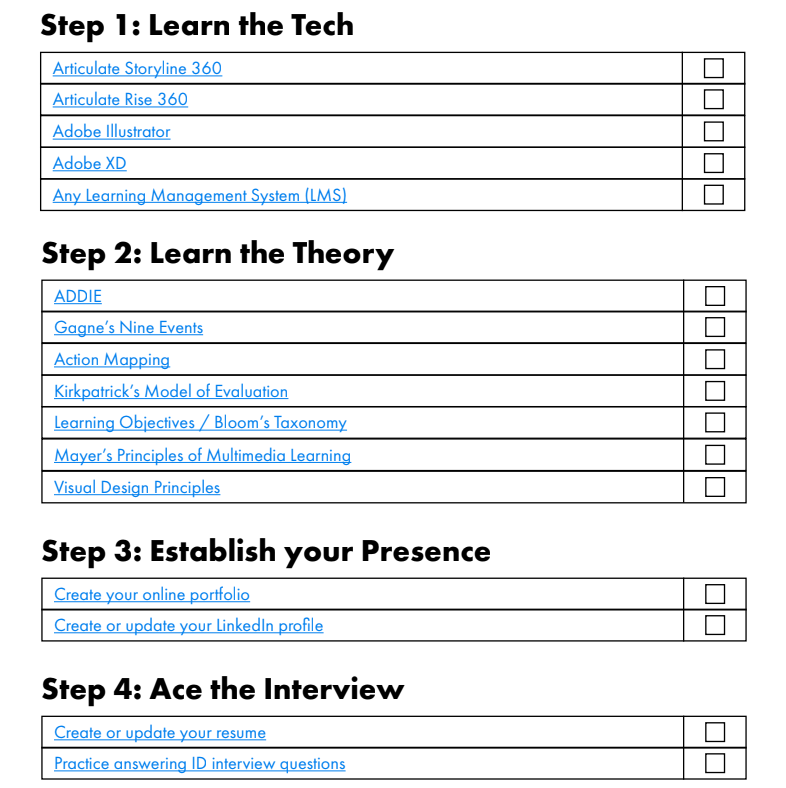 Step 1: Learn the Tech
Articulate Storyline 360
Articulate Rise 360
Adobe Illustrator
Adobe XD
Any Learning Management System (LMS)
Step 2: Learn the Theory
ADDIE
Gagne's Nine Events
Action Mapping
Kirkpatrick's Model of Evaluation
Learning Objectives / Bloom's Taxonomy
Mayer's Principles of Multimedia Learning
Visual Design Principles
Step 3: Establish your Presence
Create your online portfolio
Create or update your LinkedIn profile
Step 4: Ace the Interview
Create or update your resume
Practice answering ID interview questions